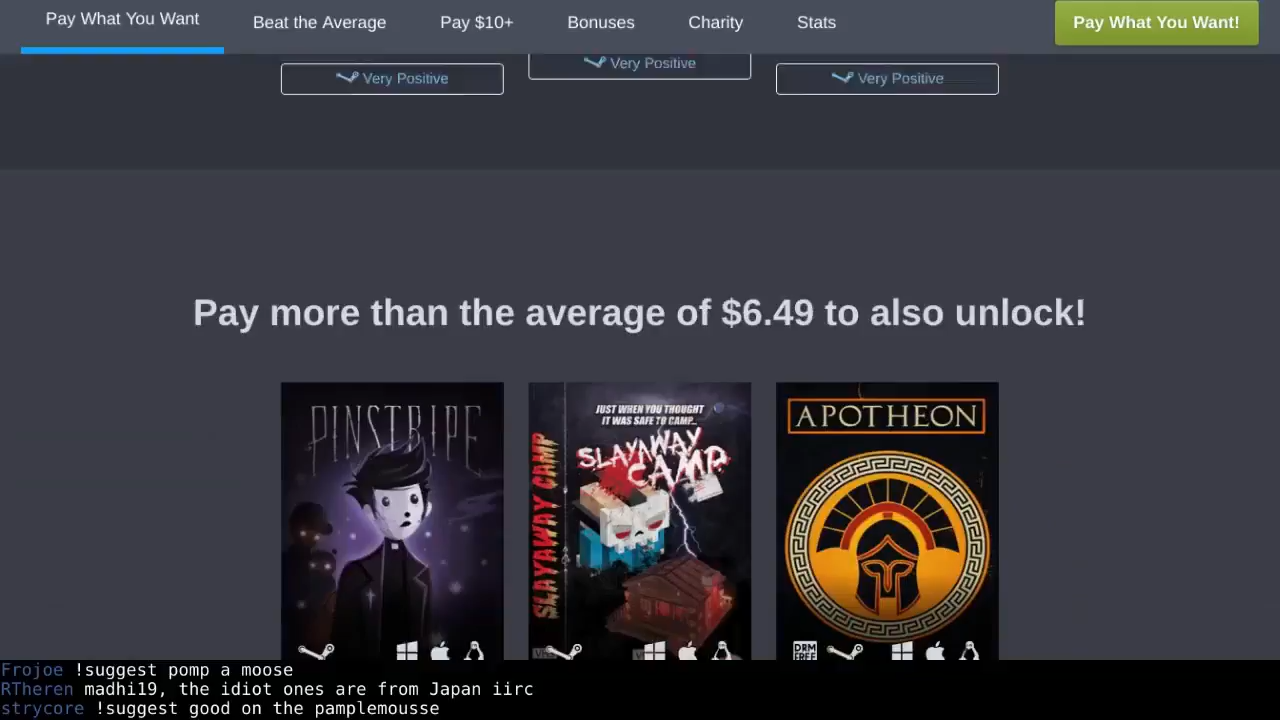 Pay What You Want
Beat the Average
Pay $10+
Bonuses
Charity
Stats
Pay What You Want!
Very Positive
Very Positive
Very Positive
Pay more than the average of $6.49 to also unlock!
PINSTRIPE
JUST WHEN YOU THOUGHT
IT WAS SAFE TO CAMP...
SLAYAWAY
CAMP
SLAYAWAY CAMP
APOTHEON
DRM
FREE
Frojoe !suggest pomp a moose
RTheren madhi19, the idiot ones are from Japan iirc
strycore !suggest good on the pamplemousse